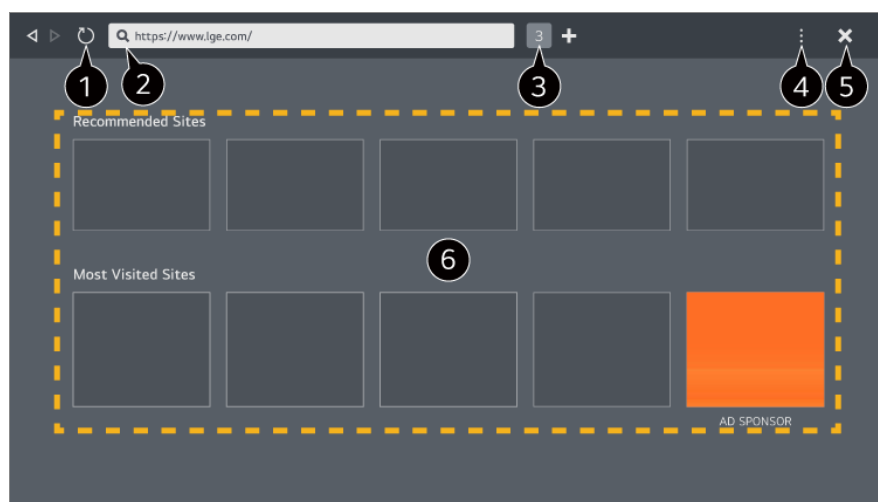 https://www.lge.com/ 3
1 2 3 4 5
Recommended Sites
6
Most Visited Sites
AD SPONSOR